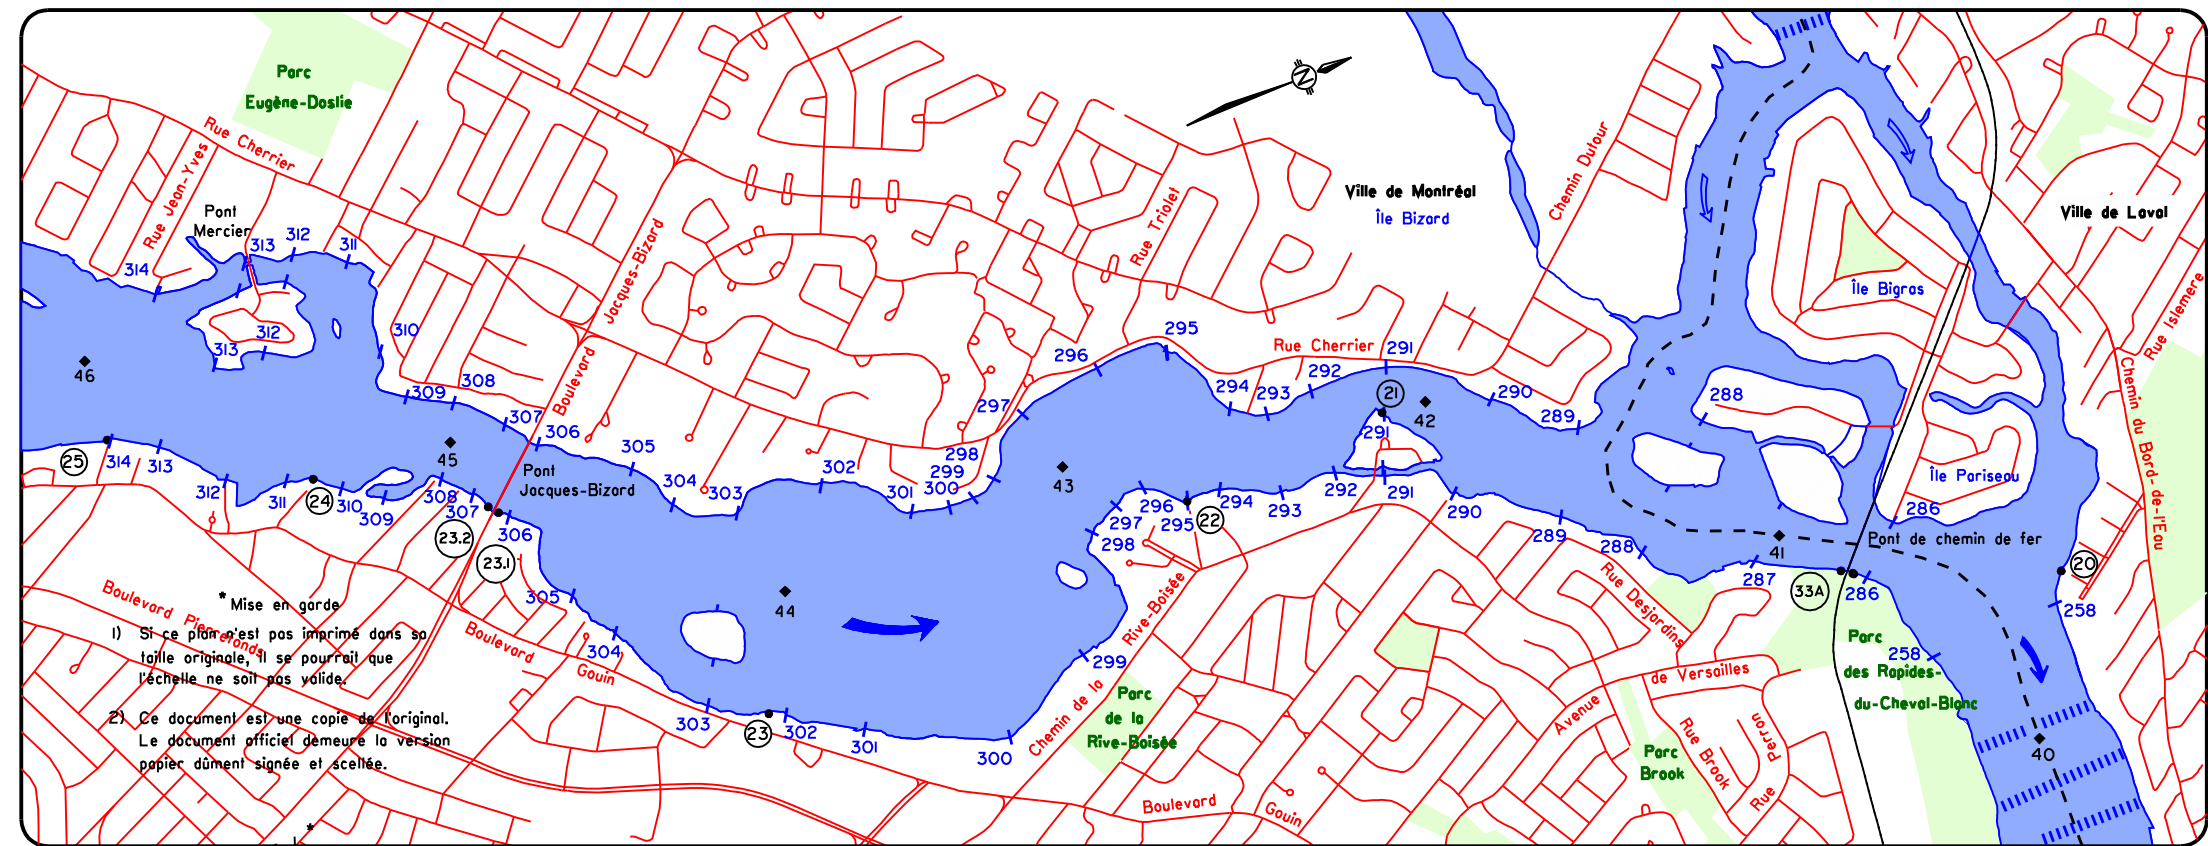 Parc
Eugène-Doslie
Rue Cherrier
Rue Jean-Yves
Pont
Mercier
313
312
311
314
312
313
310
46
309
308
307
306
Boulevard
Jacques-Bizard
Pont
Jacques-Bizard
305
304
303
302
301
300
299
298
297
296
295
294
293
292
291
290
289
Rue Cherrier
Rue Triolet
N
Ville de Montréal
Île Bizard
Chemin Dutour
Ville de Laval
Île Bigras
Rue Islemere
Chemin du Bord-de-l'Eau
288
Île Pariseau
286
21
42
291
43
45
25
314
313
312
311
24
310
309
308
307
23.2
306
23.1
305
304
303
23
302
301
300
299
298
297
296
295
22
294
293
292
291
290
289
288
287
41
Pont de chemin de fer
33A
286
20
258
258
44
40
Parc
des Rapides-
du-Cheval-Blanc
Rue Desjardins
de Versailles
Avenue
Rue Brook
Rue
Perron
Parc
Brook
Chemin de la
Rive-Boisée
Parc
de la
Rive-Boisée
Boulevard
Gouin
Boulevard
Gouin
Boulevard Pierrefonds
*Mise en garde
1) Si ce plan n'est pas imprimé dans sa
taille originale, il se pourrait que
l'échelle ne soit pas valide.
2) Ce document est une copie de l'original.
Le document officiel demeure la version
papier dûment signée et scellée.
*